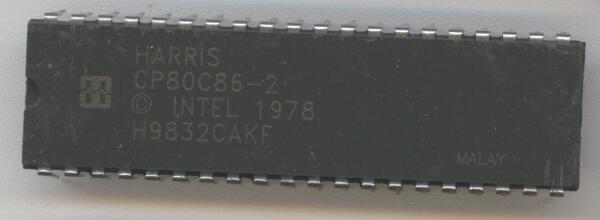 HARRIS
CP80C86-2
© INTEL 1978
H9832CAKF
MALAY